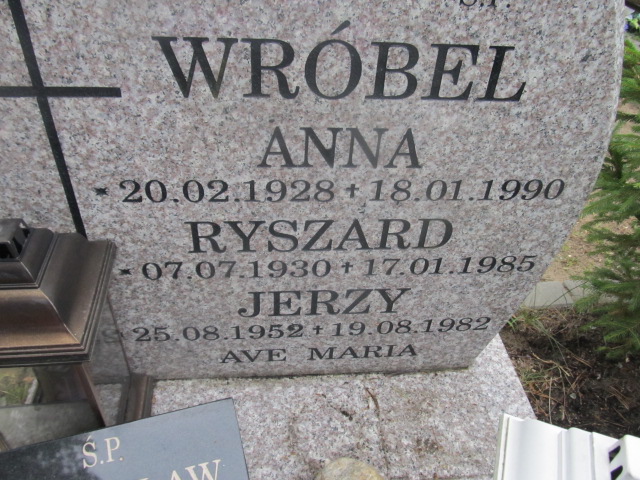 Ś.P.
WRÓBEL
ANNA
* 20.02.1928 + 18.01.1990
RYSZARD
* 07.07.1930 + 17.01.1985
JERZY
* 25.08.1952 + 19.08.1982
AVE MARIA
Ś.P.